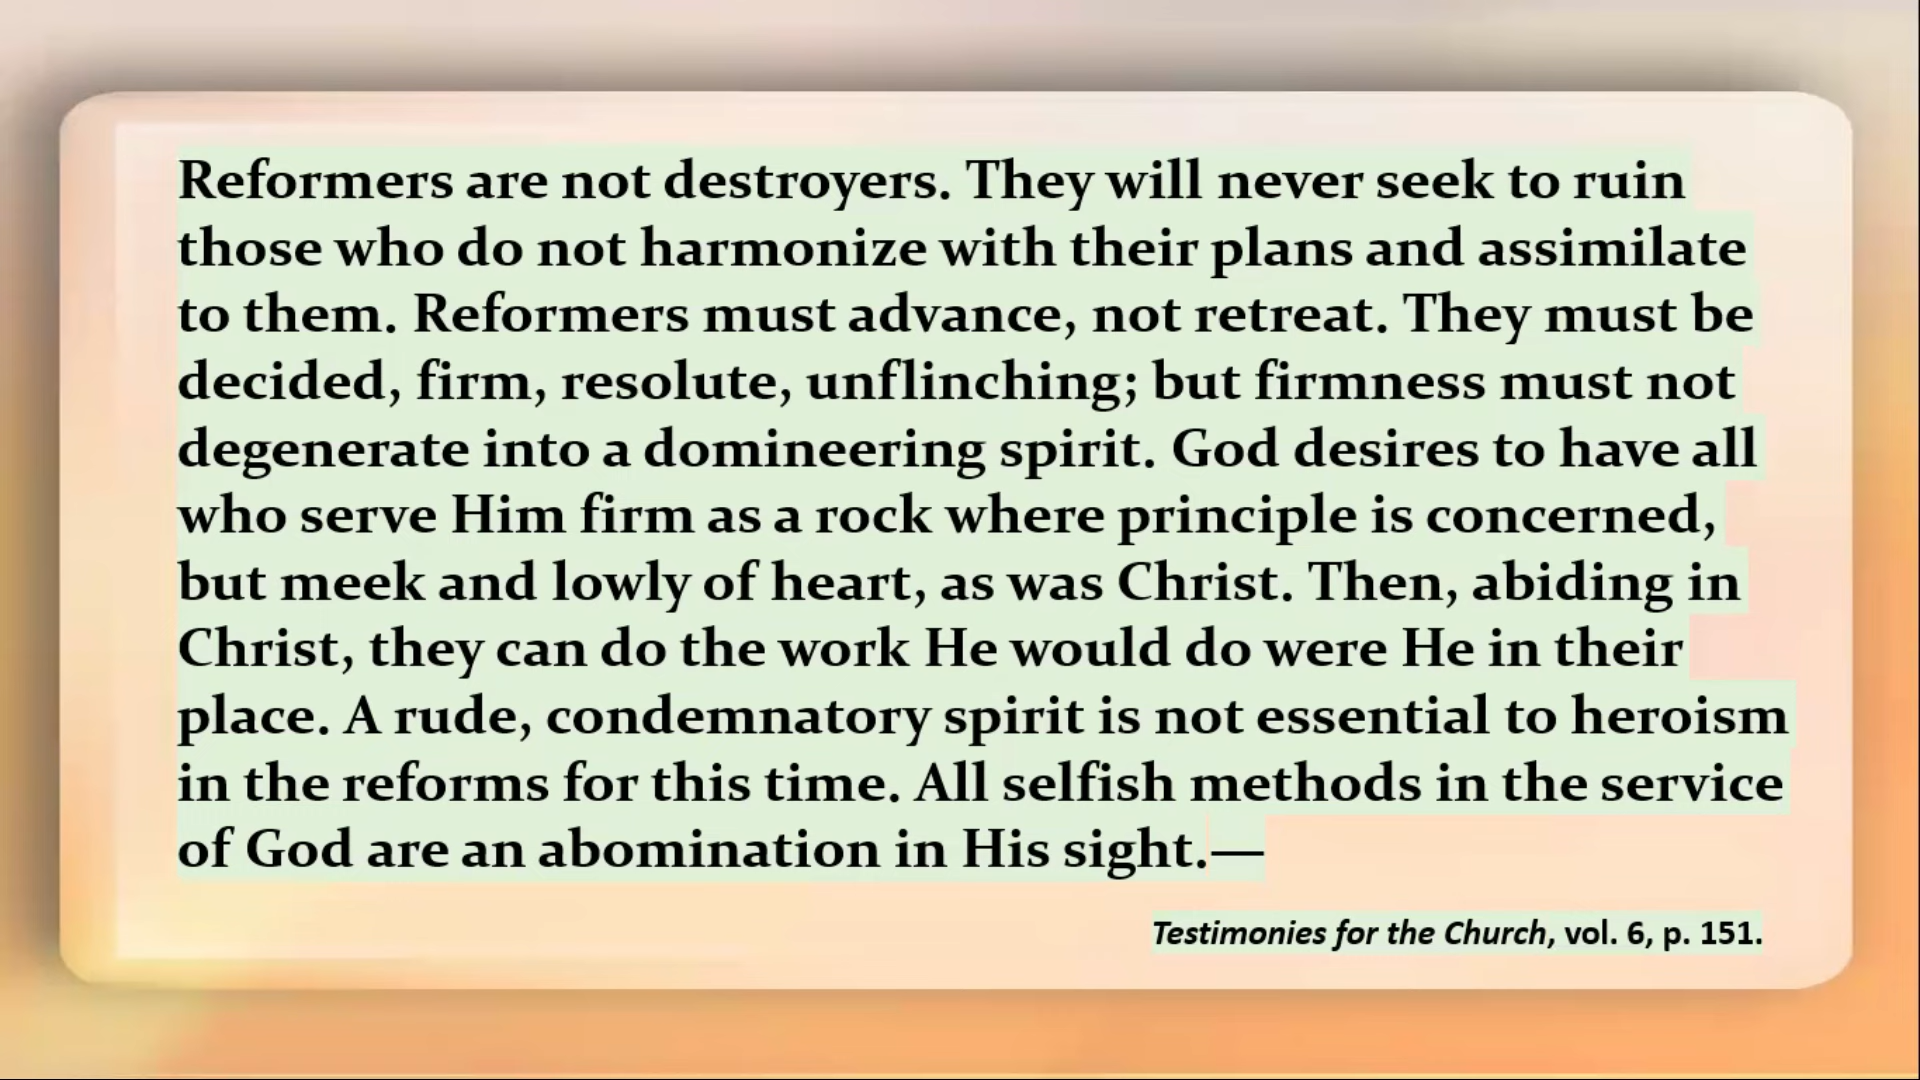 Reformers are not destroyers. They will never seek to ruin
those who do not harmonize with their plans and assimilate
to them. Reformers must advance, not retreat. They must be
decided, firm, resolute, unflinching; but firmness must not
degenerate into a domineering spirit. God desires to have all
who serve Him firm as a rock where principle is concerned,
but meek and lowly of heart, as was Christ. Then, abiding in
Christ, they can do the work He would do were He in their
place. A rude, condemnatory spirit is not essential to heroism
in the reforms for this time. All selfish methods in the service
of God are an abomination in His sight.—
Testimonies for the Church, vol. 6, p. 151.